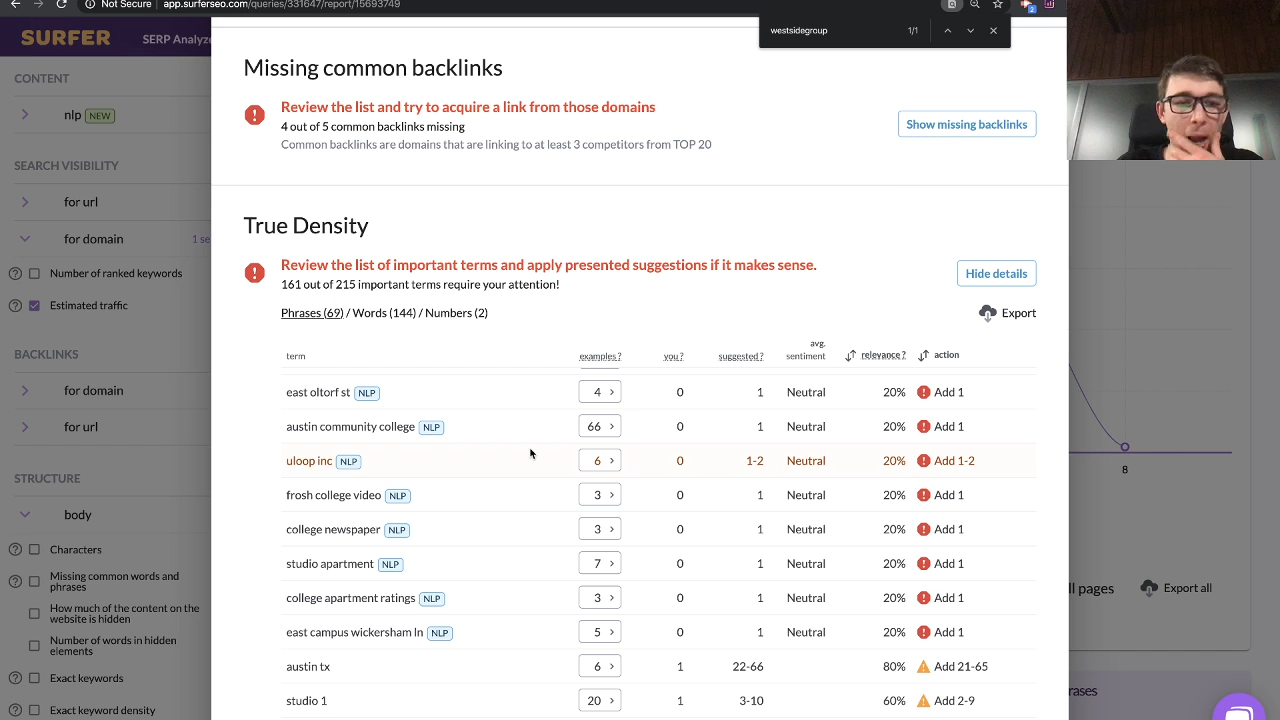 Not Secure
app.surferseo.com/queries/331647/report/15693749
2
westsidegroup
1/1
SURFER
SERP Analyze
Missing common backlinks
CONTENT
Review the list and try to acquire a link from those domains
nlp NEW
4 out of 5 common backlinks missing
Show missing backlinks
Common backlinks are domains that are linking to at least 3 competitors from TOP 20
SEARCH VISIBILITY
for url
True Density
for domain
1 se
Review the list of important terms and apply presented suggestions if it makes sense.
Number of ranked keywords
161 out of 215 important terms require your attention!
Hide details
Estimated traffic
Phrases (69) / Words (144) / Numbers (2)
Export
BACKLINKS
term examples? you? suggested? avg. sentiment relevance? action
for domain
east oltorf st NLP 4 > 0 1 Neutral 20% Add 1
for url
austin community college NLP 66 > 0 1 Neutral 20% Add 1
uloop inc NLP 6 > 0 1-2 Neutral 20% Add 1-2
8
STRUCTURE
frosh college video NLP 3 > 0 1 Neutral 20% Add 1
body
college newspaper NLP 3 > 0 1 Neutral 20% Add 1
Characters
studio apartment NLP 7 > 0 1 Neutral 20% Add 1
Missing common words and
phrases
ll pages
Export all
college apartment ratings NLP 3 > 0 1 Neutral 20% Add 1
How much of the content on the
website is hidden
east campus wickersham ln NLP 5 > 0 1 Neutral 20% Add 1
Number of words in hidden
elements
austin tx 6 > 1 22-66 80% Add 21-65
Exact keywords
studio 1 20 > 1 3-10 60% Add 2-9
rases
Exact keyword density